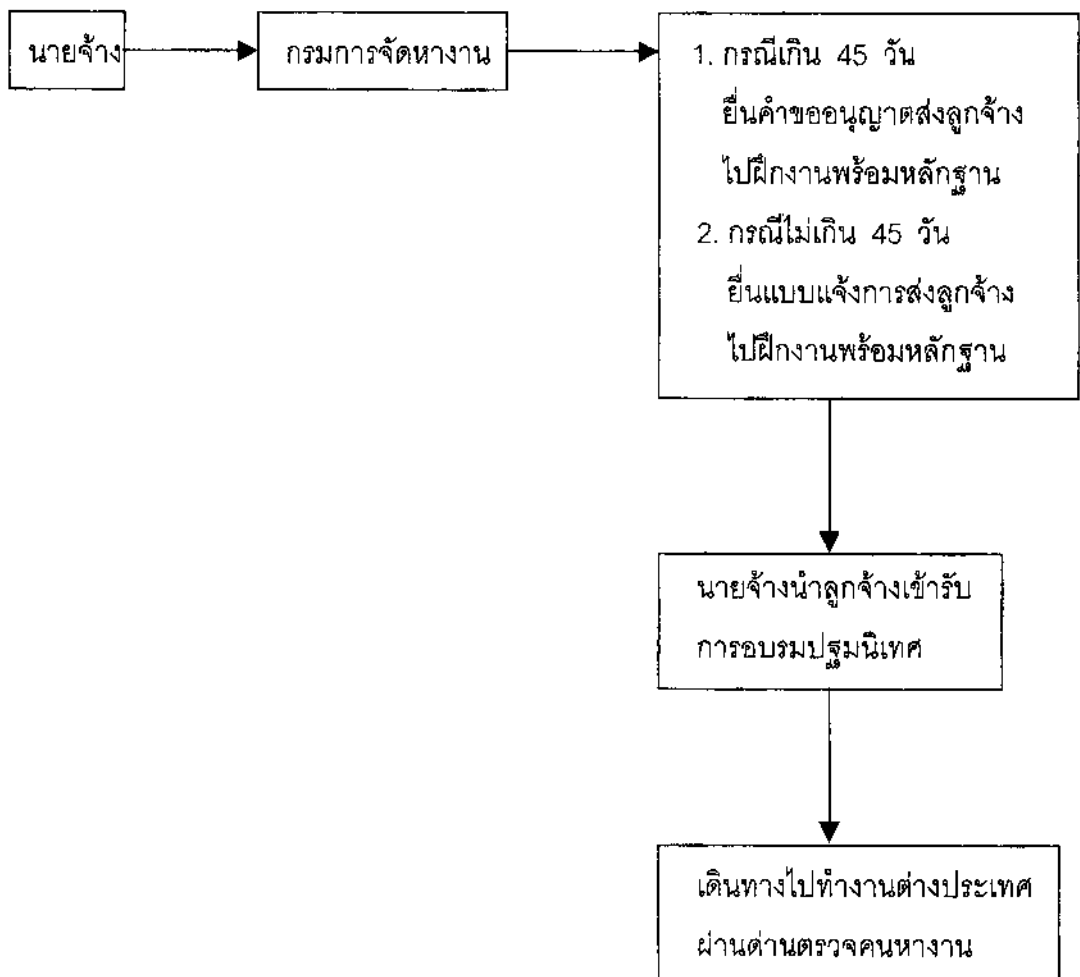 นายจ้าง
กรมการจัดหางาน
1. กรณีเกิน 45 วัน
ยื่นคำขออนุญาตส่งลูกจ้าง
ไปฝึกงานพร้อมหลักฐาน
2. กรณีไม่เกิน 45 วัน
ยื่นแบบแจ้งการส่งลูกจ้าง
ไปฝึกงานพร้อมหลักฐาน
นายจ้างนำลูกจ้างเข้ารับ
การอบรมปฐมนิเทศ
เดินทางไปทำงานต่างประเทศ
ผ่านด่านตรวจคนหางาน